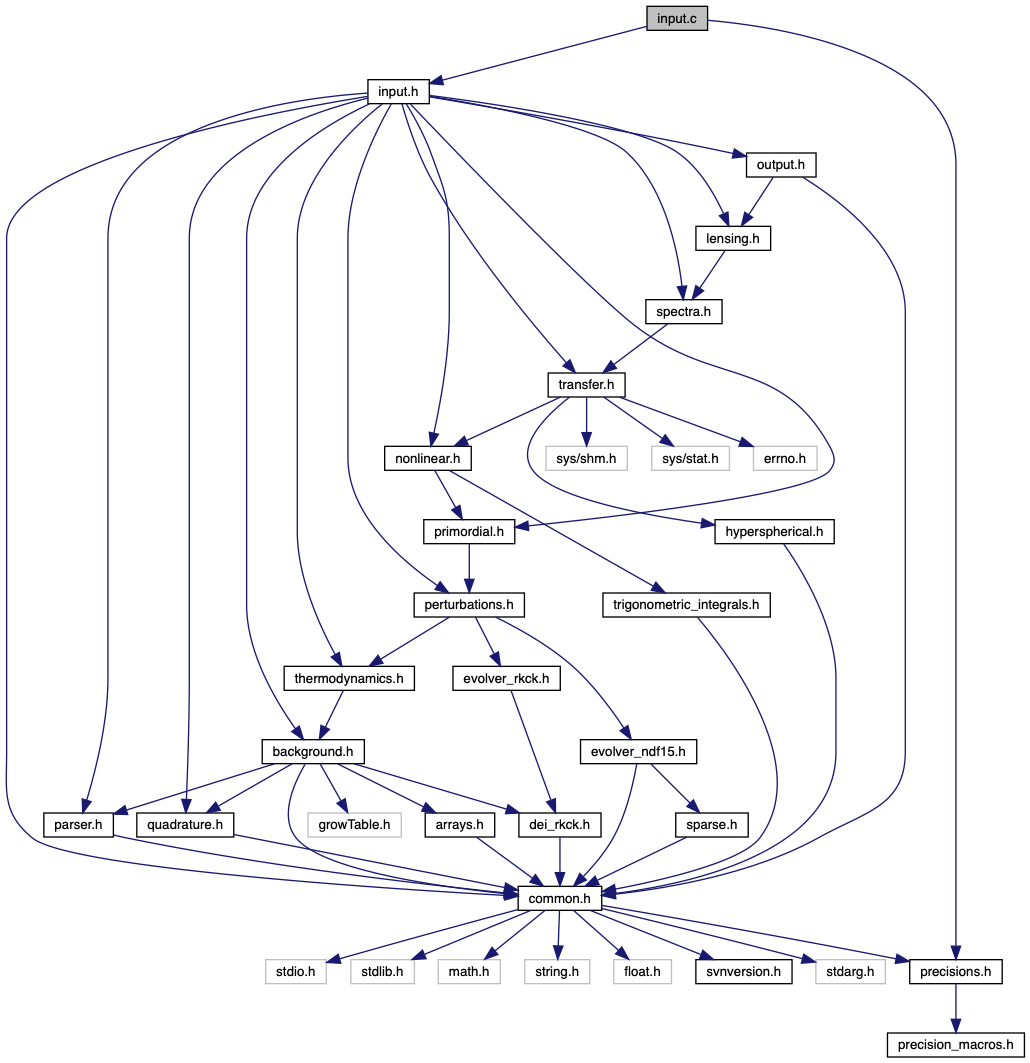 input.c
input.h
output.h
lensing.h
spectra.h
transfer.h
nonlinear.h
sys/shm.h
sys/stat.h
errno.h
primordial.h
hyperspherical.h
perturbations.h
trigonometric_integrals.h
thermodynamics.h
evolver_rkck.h
background.h
evolver_ndf15.h
parser.h
quadrature.h
growTable.h
arrays.h
dei_rkck.h
sparse.h
common.h
stdio.h
stdlib.h
math.h
string.h
float.h
svnversion.h
stdarg.h
precisions.h
precision_macros.h